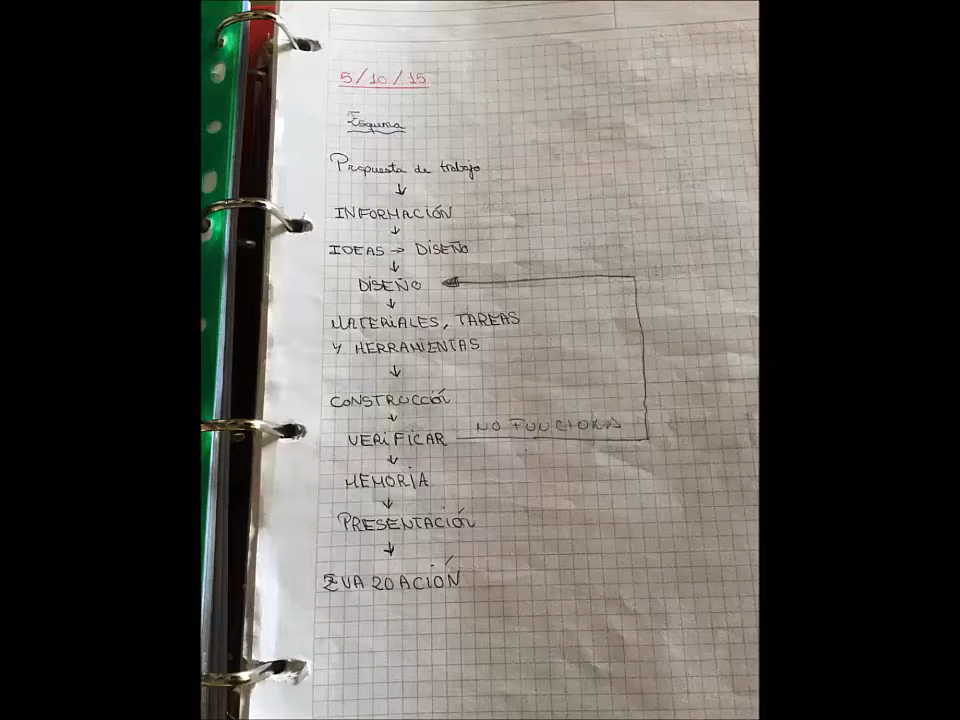 5/10/15
Esquema
Propuesta de trabajo
↓
INFORMACIÓN
↓
IDEAS → DISEÑO
↓
DISEÑO
↓
MATERIALES, TAREAS
Y HERRAMIENTAS
↓
CONSTRUCCIÓN
↓
VERIFICAR NO FUNCIONA
↓
MEMORIA
↓
PRESENTACIÓN
↓
EVALUACIÓN